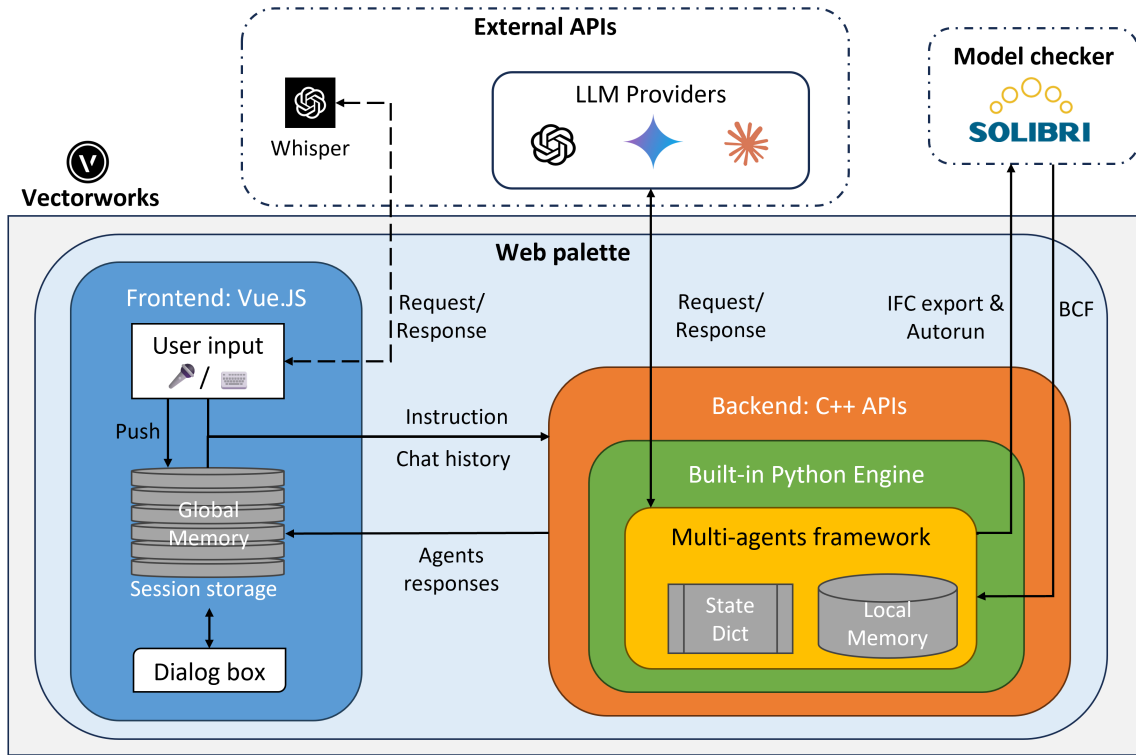 External APIs
Whisper
LLM Providers
Model checker
SOLIBRI
V
Vectorworks
Web palette
Frontend: Vue.JS
User input
/
Push
Global
Memory
Session storage
Dialog box
Request/
Response
Instruction
Chat history
Agents
responses
Request/
Response
IFC export &
Autorun
BCF
Backend: C++ APIs
Built-in Python Engine
Multi-agents framework
State
Dict
Local
Memory